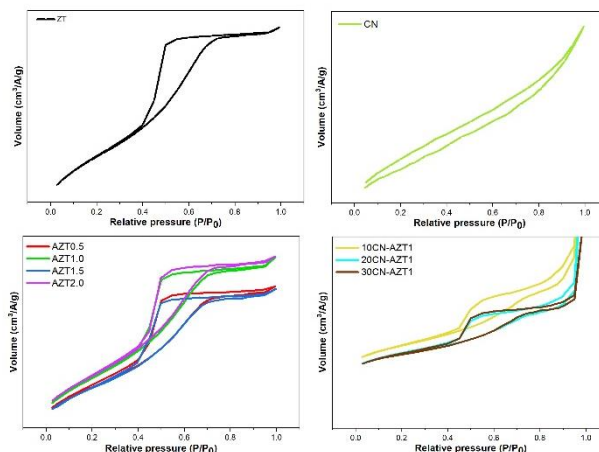 ZT
Volume (cm³/A/g)
0.0 0.2 0.4 0.6 0.8 1.0
Relative pressure (P/P₀)
CN
Volume (cm³/A/g)
0.0 0.2 0.4 0.6 0.8 1.0
Relative pressure (P/P₀)
AZT0.5
AZT1.0
AZT1.5
AZT2.0
Volume (cm³/A/g)
0.0 0.2 0.4 0.6 0.8 1.0
Relative pressure (P/P₀)
10CN-AZT1
20CN-AZT1
30CN-AZT1
Volume (cm³/A/g)
0.0 0.2 0.4 0.6 0.8 1.0
Relative pressure (P/P₀)